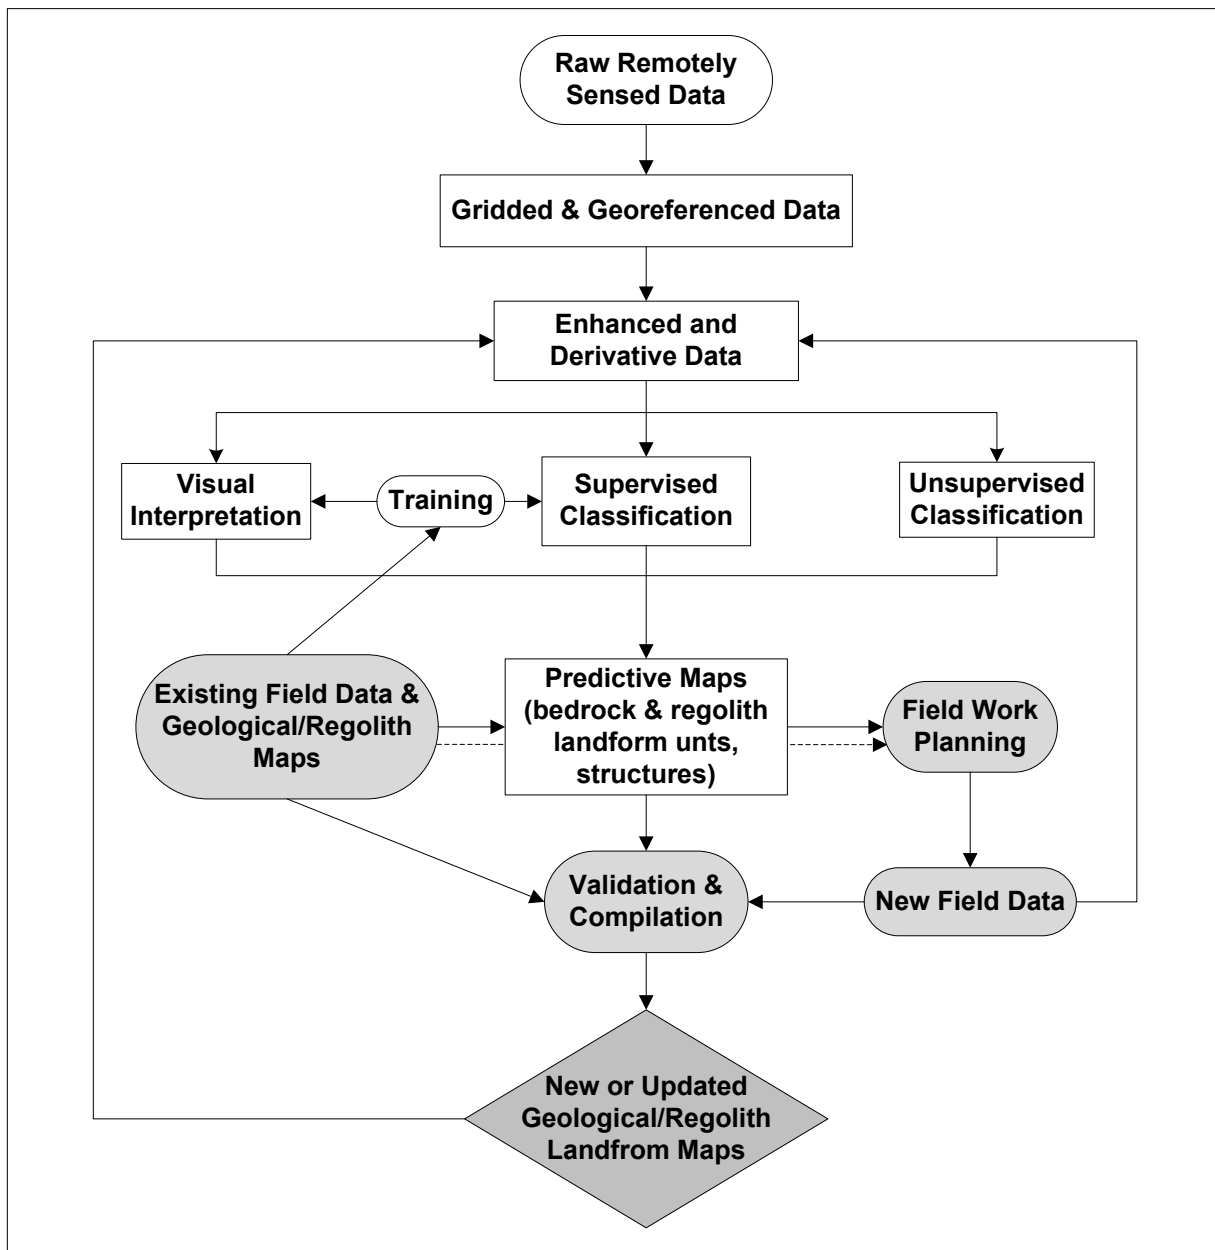 Raw Remotely
Sensed Data
Gridded & Georeferenced Data
Enhanced and
Derivative Data
Visual
Interpretation
Training
Supervised
Classification
Unsupervised
Classification
Existing Field Data &
Geological/Regolith
Maps
Predictive Maps
(bedrock & regolith
landform unts,
structures)
Field Work
Planning
Validation &
Compilation
New Field Data
New or Updated
Geological/Regolith
Landfrom Maps